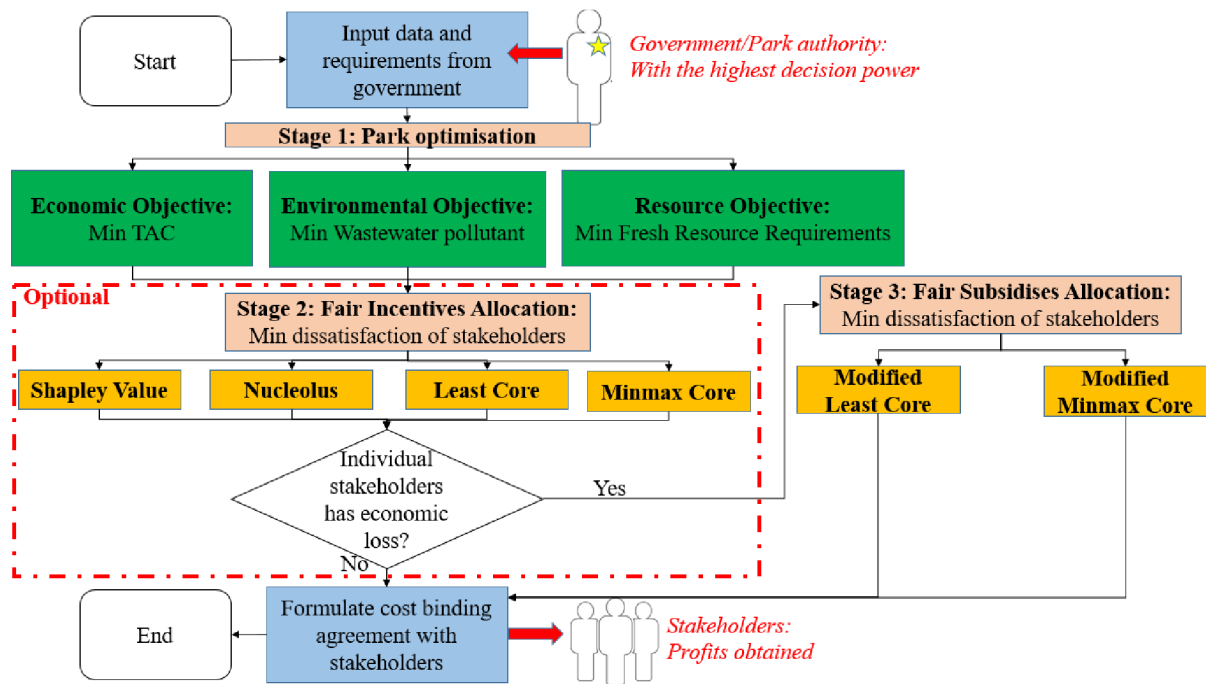 Start
Input data and
requirements from
government
Government/Park authority:
With the highest decision power
Stage 1: Park optimisation
Economic Objective:
Min TAC
Environmental Objective:
Min Wastewater pollutant
Resource Objective:
Min Fresh Resource Requirements
Optional
Stage 2: Fair Incentives Allocation:
Min dissatisfaction of stakeholders
Stage 3: Fair Subsidises Allocation:
Min dissatisfaction of stakeholders
Shapley Value
Nucleolus
Least Core
Minmax Core
Modified
Least Core
Modified
Minmax Core
Individual
stakeholders
has economic
loss?
Yes
No
End
Formulate cost binding
agreement with
stakeholders
Stakeholders:
Profits obtained